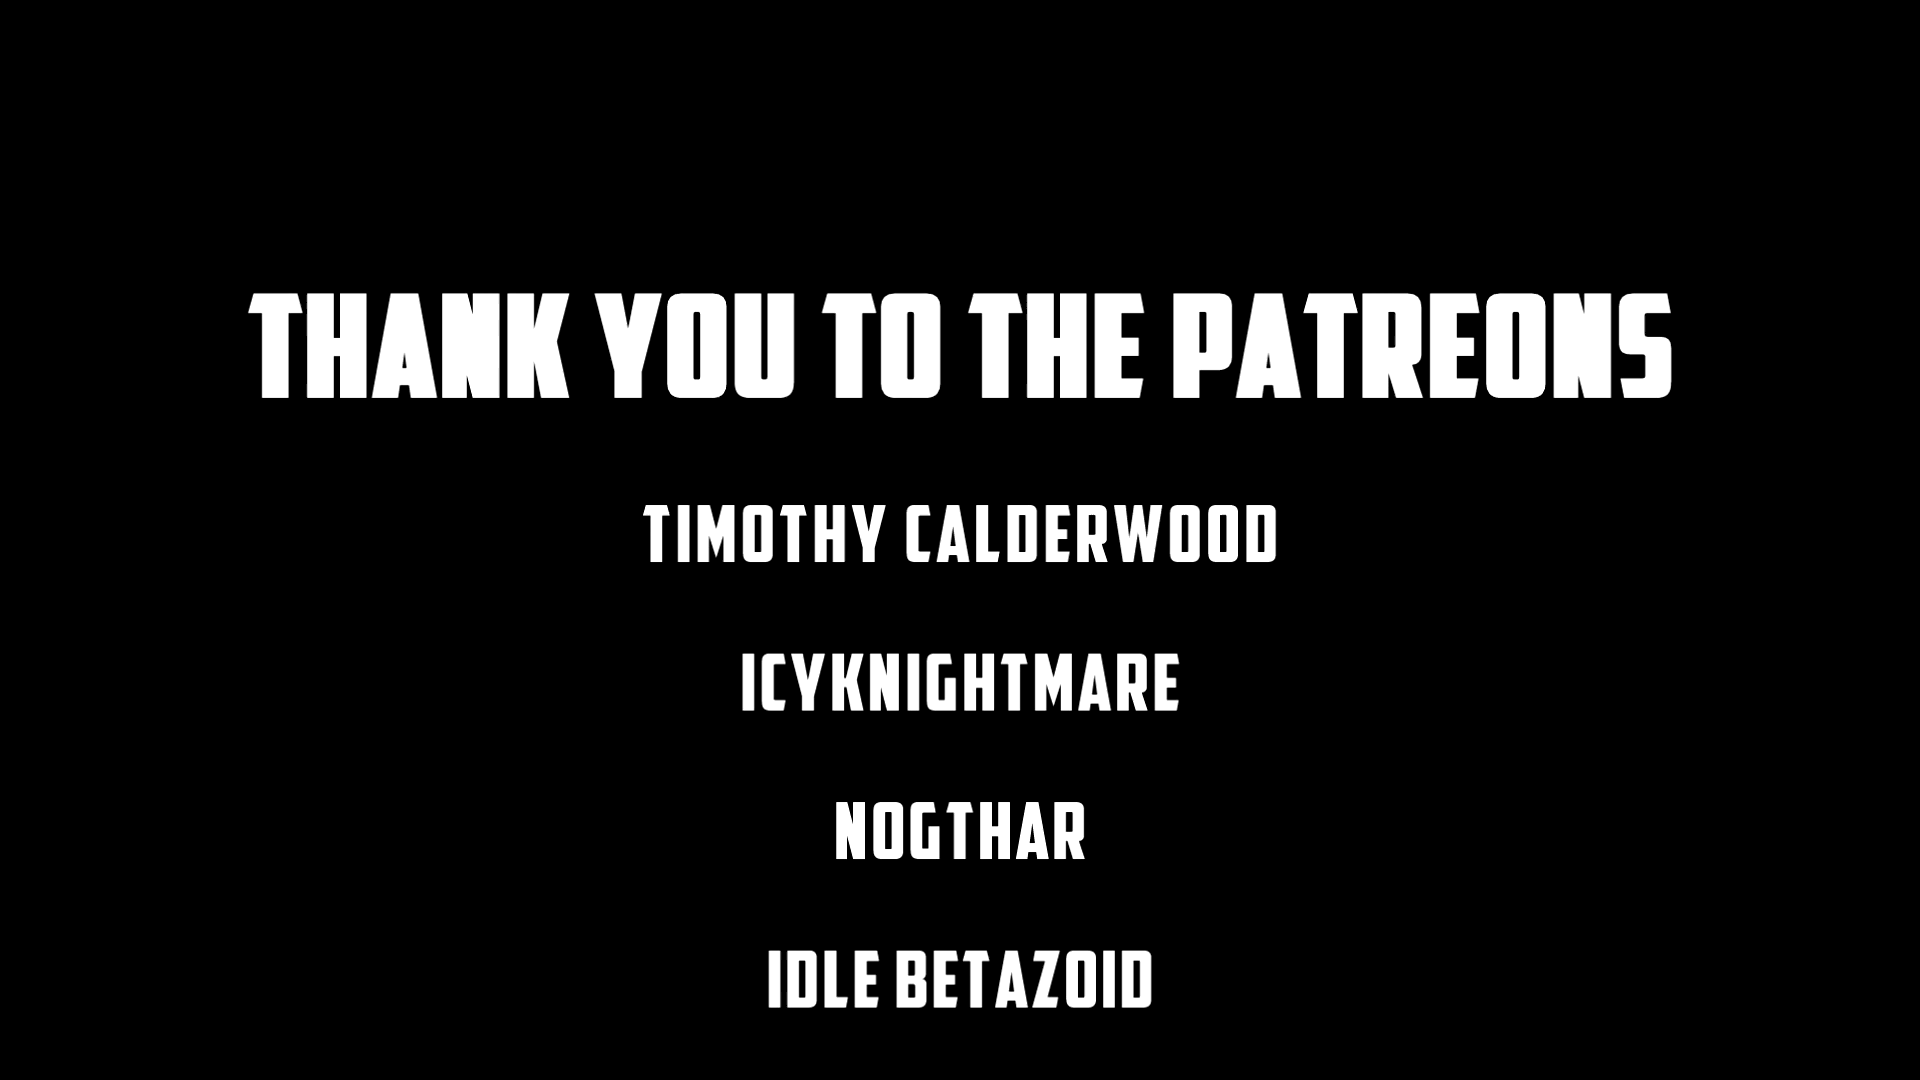 THANK YOU TO THE PATREONS
TIMOTHY CALDERWOOD
ICYKNIGHTMARE
NOGTHAR
IDLE BETAZOID